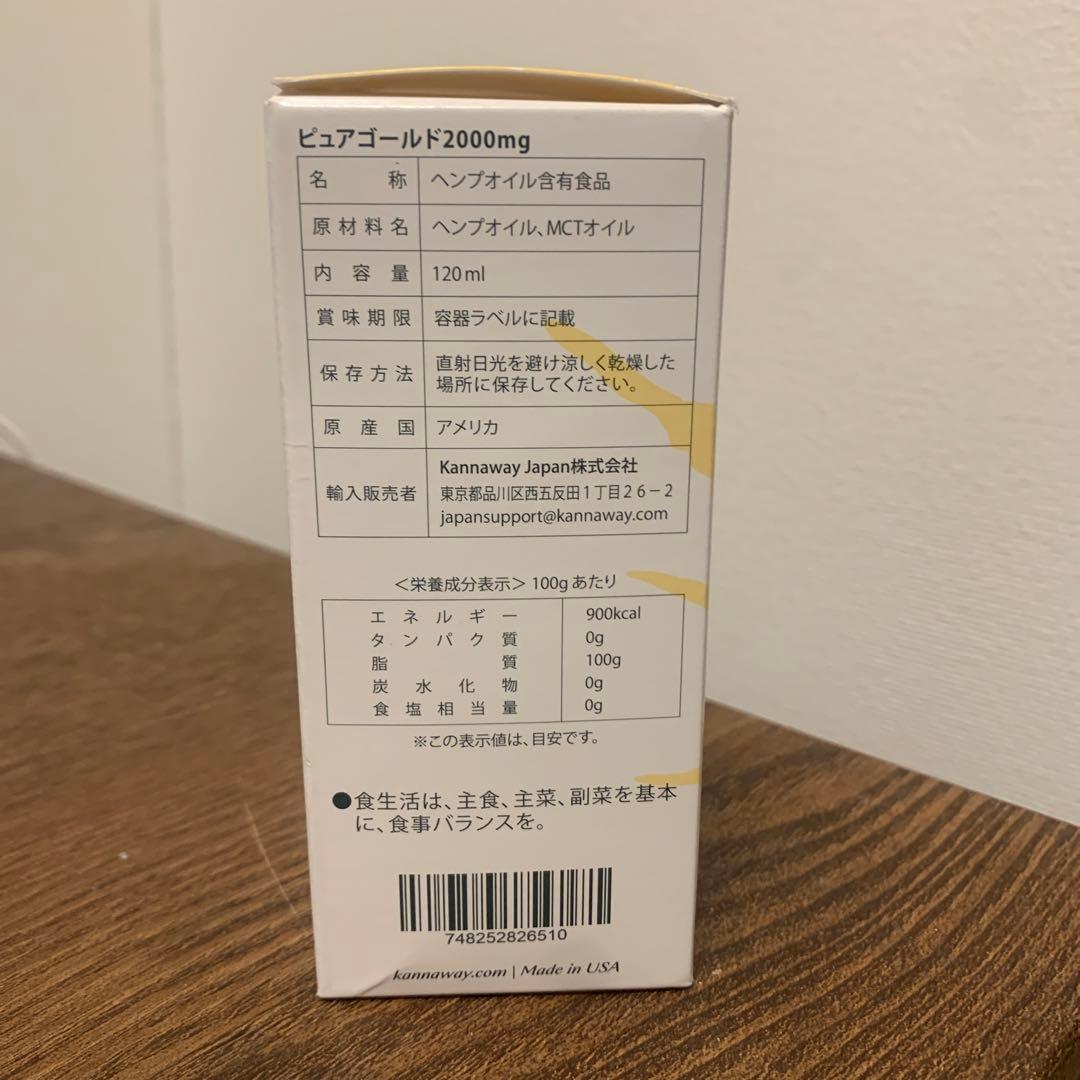 ピュアゴールド2000mg
名称 ヘンプオイル含有食品
原材料名 ヘンプオイル、MCTオイル
内容量 120ml
賞味期限 容器ラベルに記載
保存方法 直射日光を避け涼しく乾燥した
場所に保存してください。
原産国 アメリカ
輸入販売者 Kannaway Japan株式会社
東京都品川区西五反田1丁目26-2
japansupport@kannaway.com
<栄養成分表示> 100gあたり
エネルギー 900kcal
タンパク質 0g
脂質 100g
炭水化物 0g
食塩相当量 0g
※この表示値は、目安です。
●食生活は、主食、主菜、副菜を基本
に、食事バランスを。
748252826510
kannaway.com | Made in USA